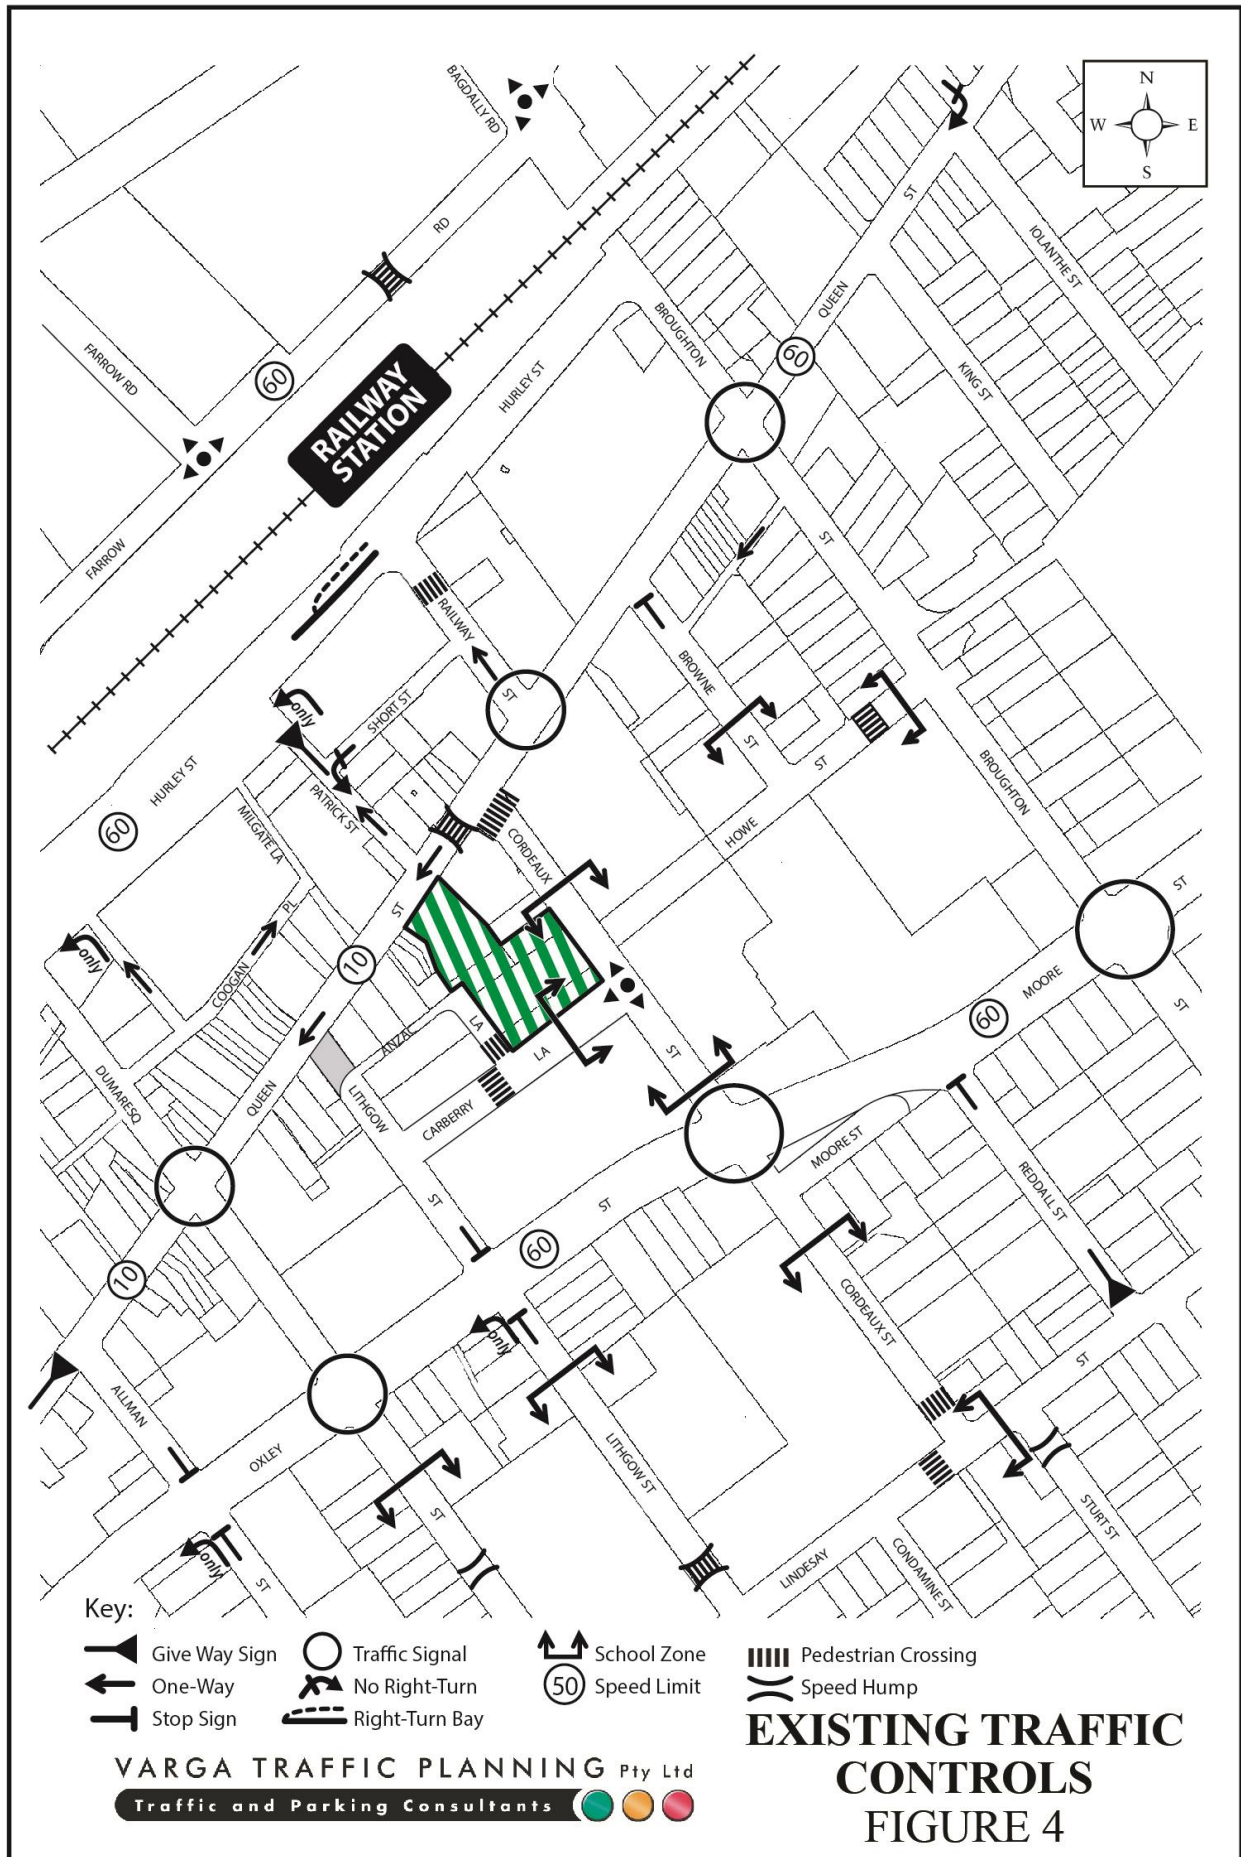 BAGDALLY RD
N
W E
S
RD
ST
IOLANTHE ST
QUEEN
BROUGHTON
FARROW RD
60
60
RAILWAY
STATION
HURLEY ST
KING ST
FARROW
ST
RAILWAY
BROWNE
ST
only
SHORT ST
ST
ST
BROUGHTON
HURLEY ST
PATRICK ST
MILGATE LA
60
CORDEAUX
HOWE
ST
PL
ST
10
only
COOGAN
MOORE
60
ST
ANZAC
LA
LA
ST
DUMARESQ
QUEEN
LITHGOW
CARBERRY
MOORE ST
REDDALL ST
ST
ST
60
10
CORDEAUX ST
only
ST
ALLMAN
OXLEY
LITHGOW ST
ST
STURT ST
only
ST
LINDESAY
CONDAMINE ST
Key:
Give Way Sign
Traffic Signal
School Zone
Pedestrian Crossing
One-Way
No Right-Turn
50
Speed Limit
Speed Hump
Stop Sign
Right-Turn Bay
EXISTING TRAFFIC
CONTROLS
FIGURE 4
VARGA TRAFFIC PLANNING Pty Ltd
Traffic and Parking Consultants